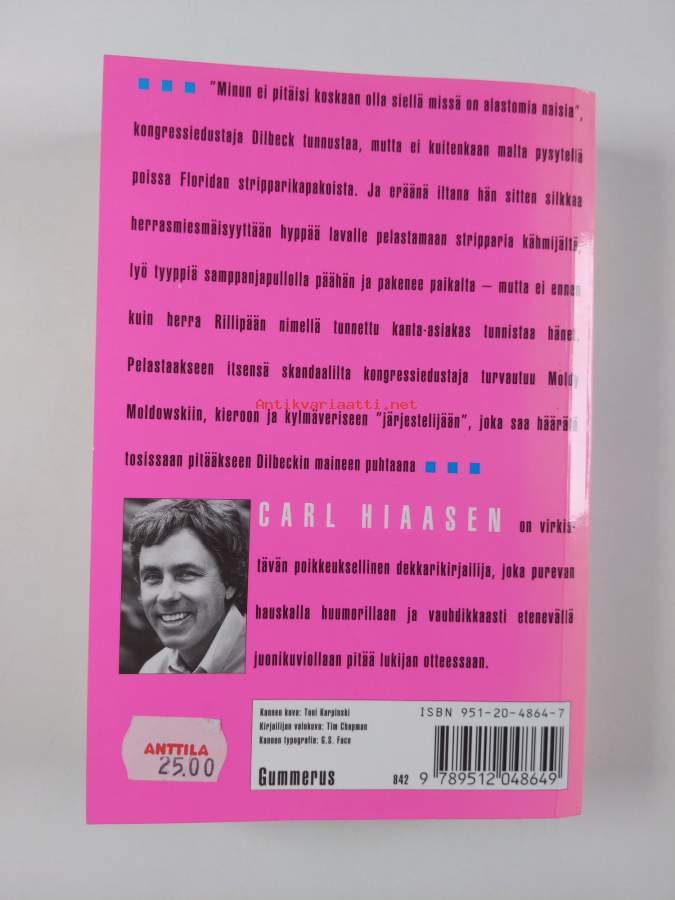 "Minun ei pitäisi koskaan olla siellä missä on alastomia naisia",
kongressiedustaja Dilbeck tunnustaa, mutta ei kuitenkaan malta pysytellä
poissa Floridan stripparikapakoista. Ja eräänä iltana hän sitten silkkaa
herrasmiesmäisyyttään hyppää lavalle pelastamaan stripparia kähmijältä,
lyö tyyppiä samppanjapullolla päähän ja pakenee paikalta – mutta ei ennen
kuin herra Rillipään nimellä tunnettu kanta-asiakas tunnistaa hänet.
Pelastaakseen itsensä skandaalilta kongressiedustaja turvautuu Moldy
Antikvariaatti.net
Moldowskiin, kieroon ja kylmäveriseen "järjestelijään", joka saa häärätä
tosissaan pitääkseen Dilbeckin maineen puhtaana
CARL HIAASEN on virkis-
tävän poikkeuksellinen dekkarikirjailija, joka purevan
hauskalla huumorillaan ja vauhdikkaasti etenevällä
juonikuviollaan pitää lukijan otteessaan.
Kannen kuva: Toni Karpinski
Kirjailijan valokuva: Tim Chapman
Kannen typografia: G.S. Face
Gummerus
842
ISBN 951-20-4864-7
9 789512 048649
ANTTILA
25.00